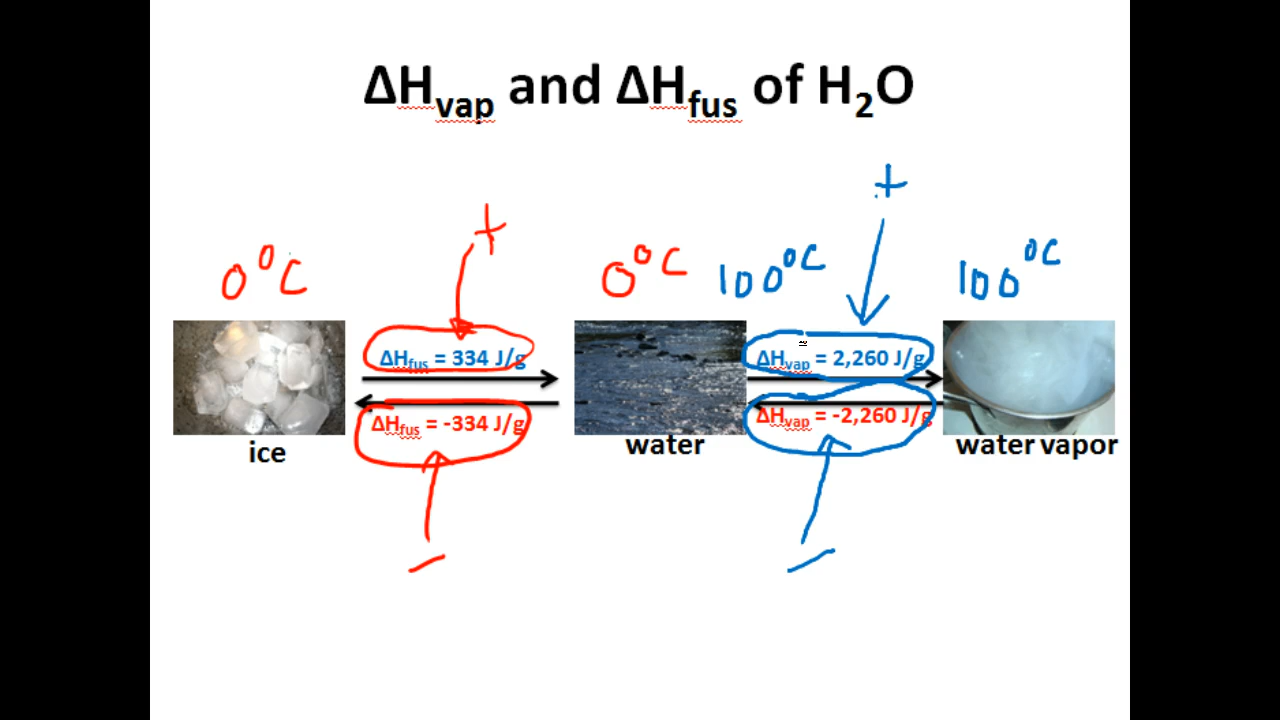 ΔHvap and ΔHfus of H2O
+
+
0°C
0°C
100°C
100°C
ΔHfus = 334 J/g
ΔHvap = 2,260 J/g
ΔHfus = -334 J/g
ΔHvap = -2,260 J/g
ice
water
water vapor
–
–